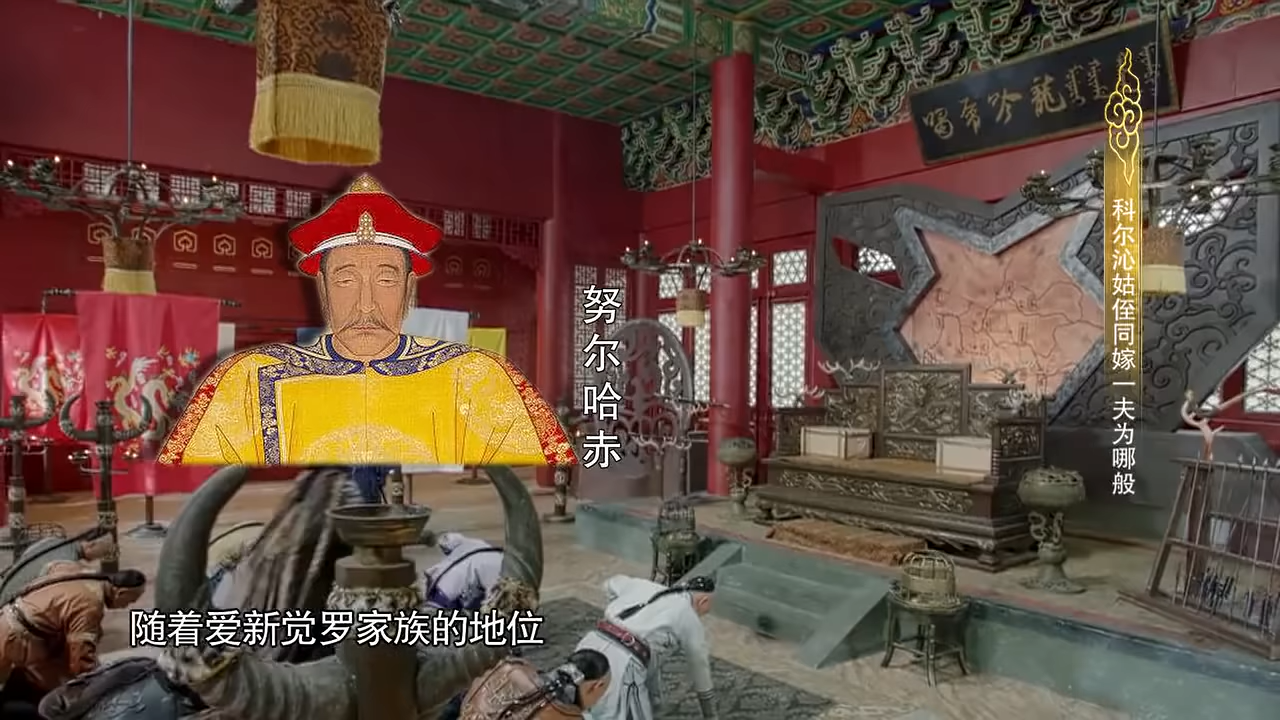 努尔哈赤
科尔沁姑侄同嫁一夫为哪般
随着爱新觉罗家族的地位